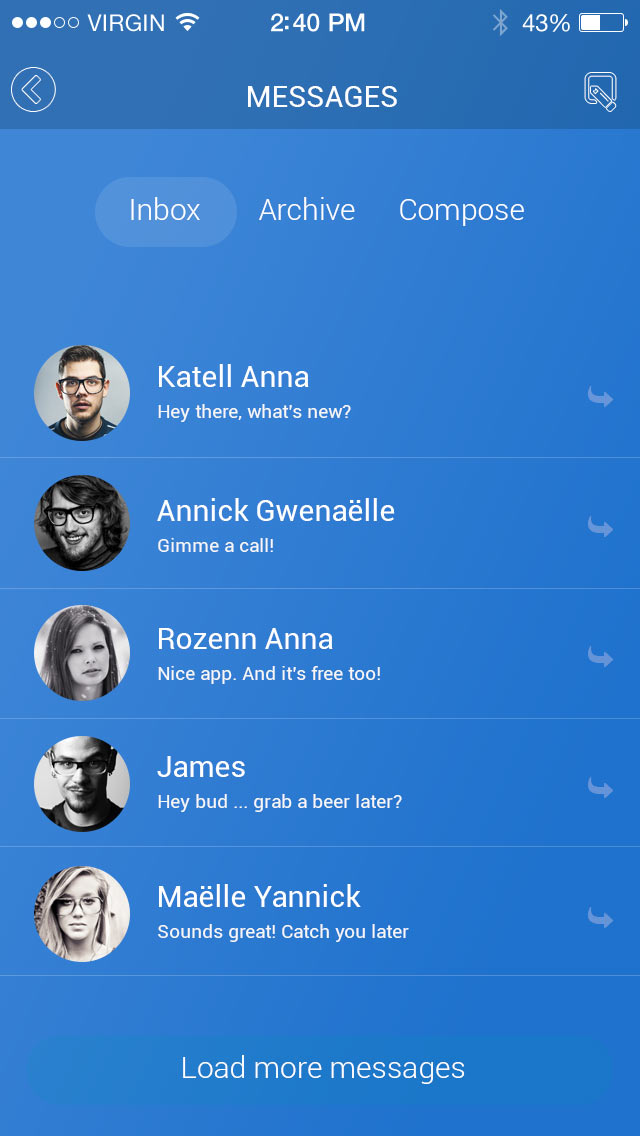 VIRGIN 2:40 PM 43%
MESSAGES
Inbox Archive Compose
Katell Anna
Hey there, what's new?
Annick Gwenaëlle
Gimme a call!
Rozenn Anna
Nice app. And it's free too!
James
Hey bud ... grab a beer later?
Maëlle Yannick
Sounds great! Catch you later
Load more messages